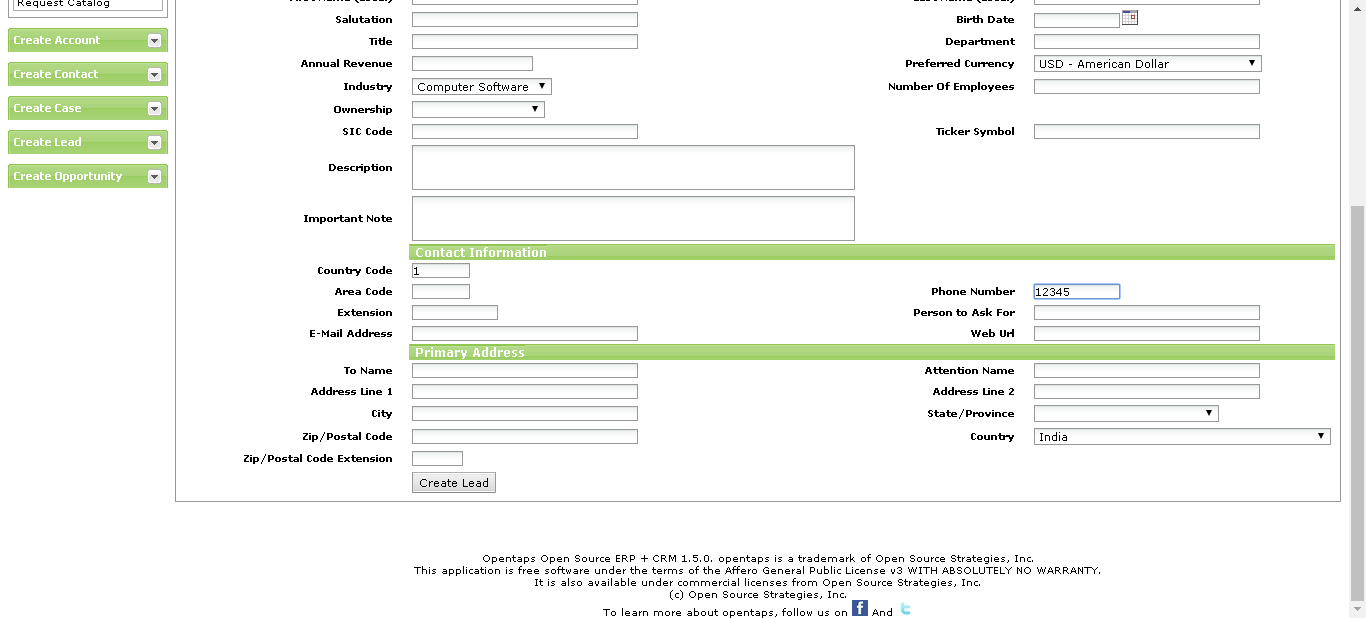 Request Catalog
Create Account
Create Contact
Create Case
Create Lead
Create Opportunity
Salutation Birth Date
Title Department
Annual Revenue Preferred Currency USD - American Dollar
Industry Computer Software Number Of Employees
Ownership
SIC Code Ticker Symbol
Description
Important Note
Contact Information
Country Code 1
Area Code Phone Number 12345
Extension Person to Ask For
E-Mail Address Web Url
Primary Address
To Name Attention Name
Address Line 1 Address Line 2
City State/Province
Zip/Postal Code Country India
Zip/Postal Code Extension
Create Lead
Opentaps Open Source ERP + CRM 1.5.0. opentaps is a trademark of Open Source Strategies, Inc.
This application is free software under the terms of the Affero General Public License v3 WITH ABSOLUTELY NO WARRANTY.
It is also available under commercial licenses from Open Source Strategies, Inc.
(c) Open Source Strategies, Inc.
To learn more about opentaps, follow us on f And t